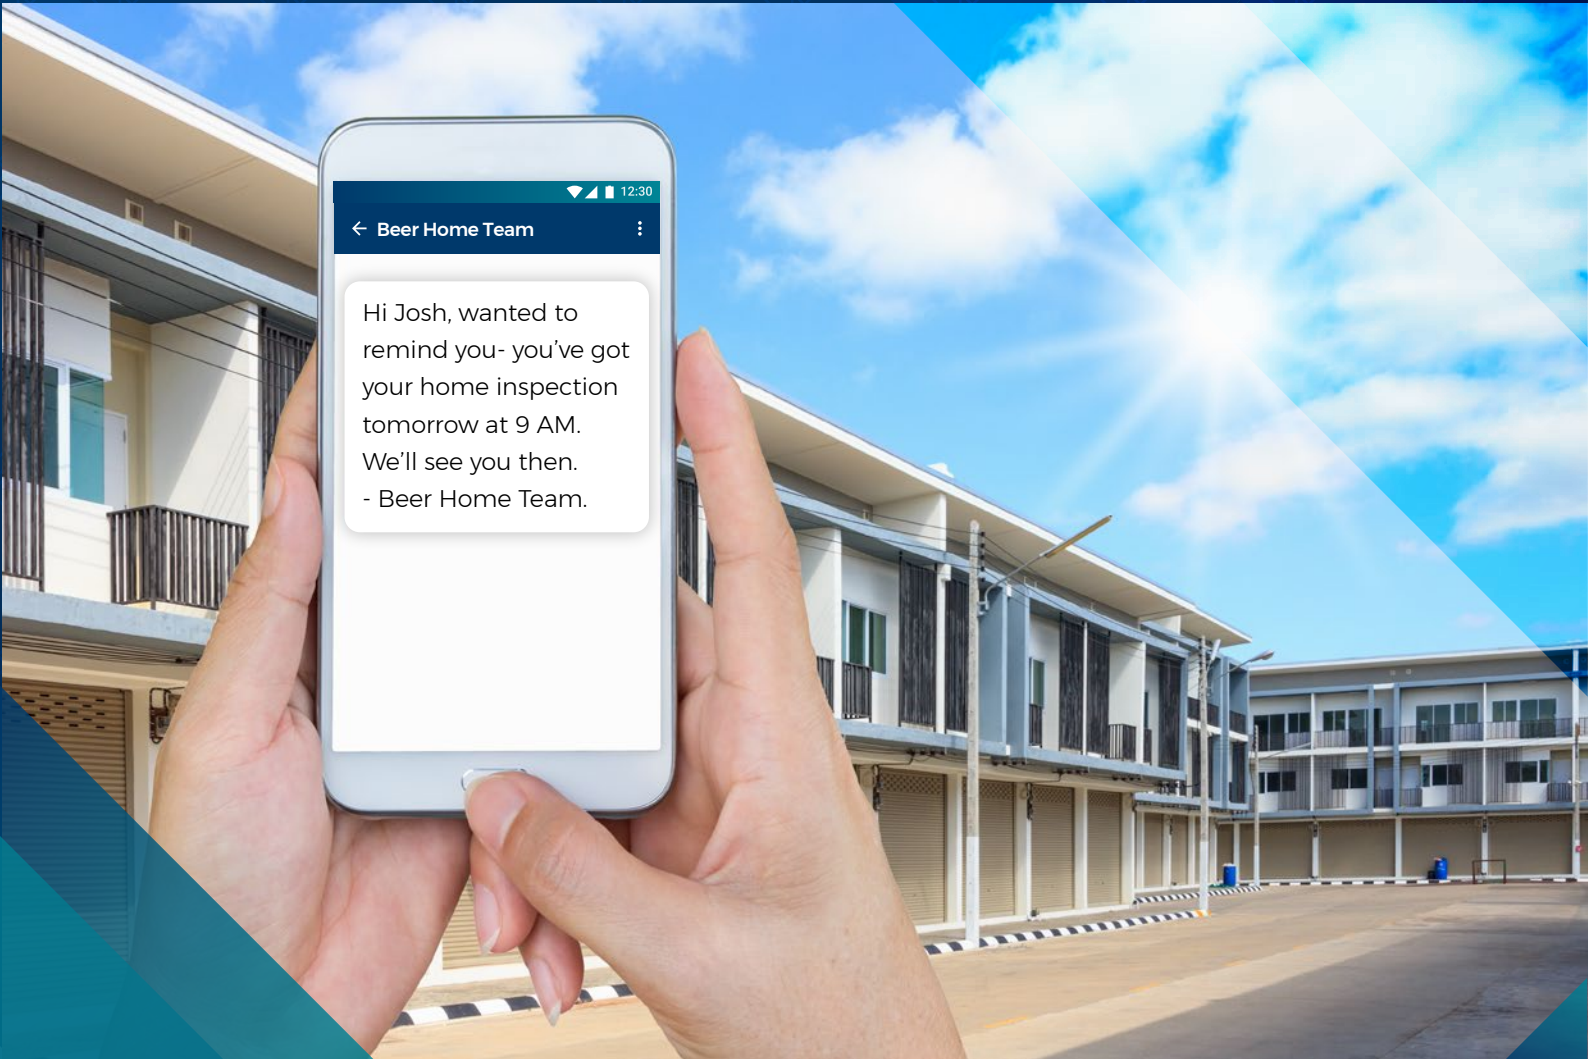 12:30
Beer Home Team
Hi Josh, wanted to
remind you- you’ve got
your home inspection
tomorrow at 9 AM.
We’ll see you then.
- Beer Home Team.